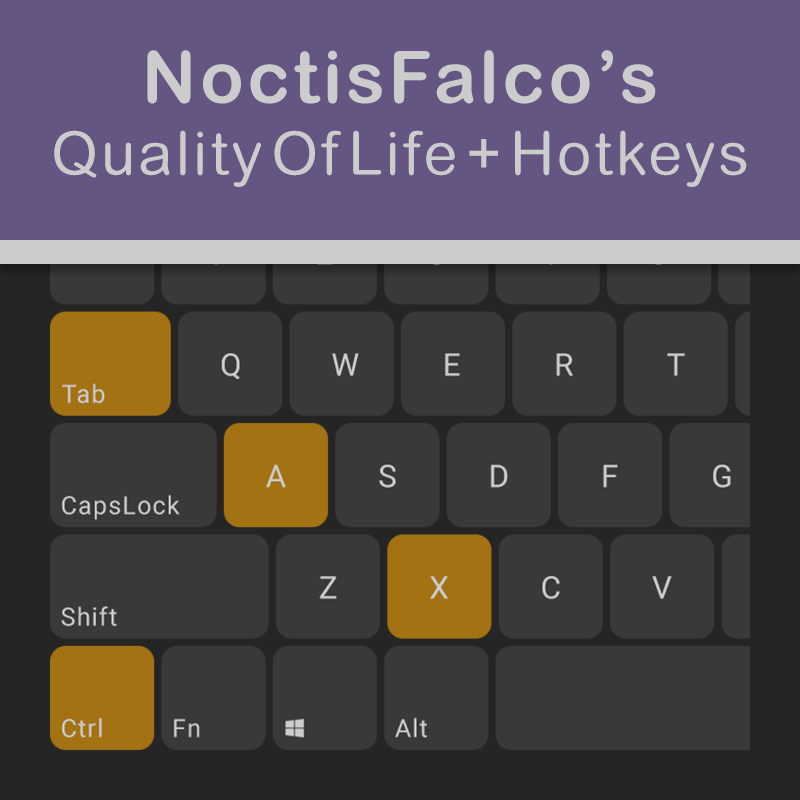 NoctisFalco’s
Quality Of Life + Hotkeys
Tab Q W E R T
CapsLock A S D F G
Shift Z X C V
Ctrl Fn Alt